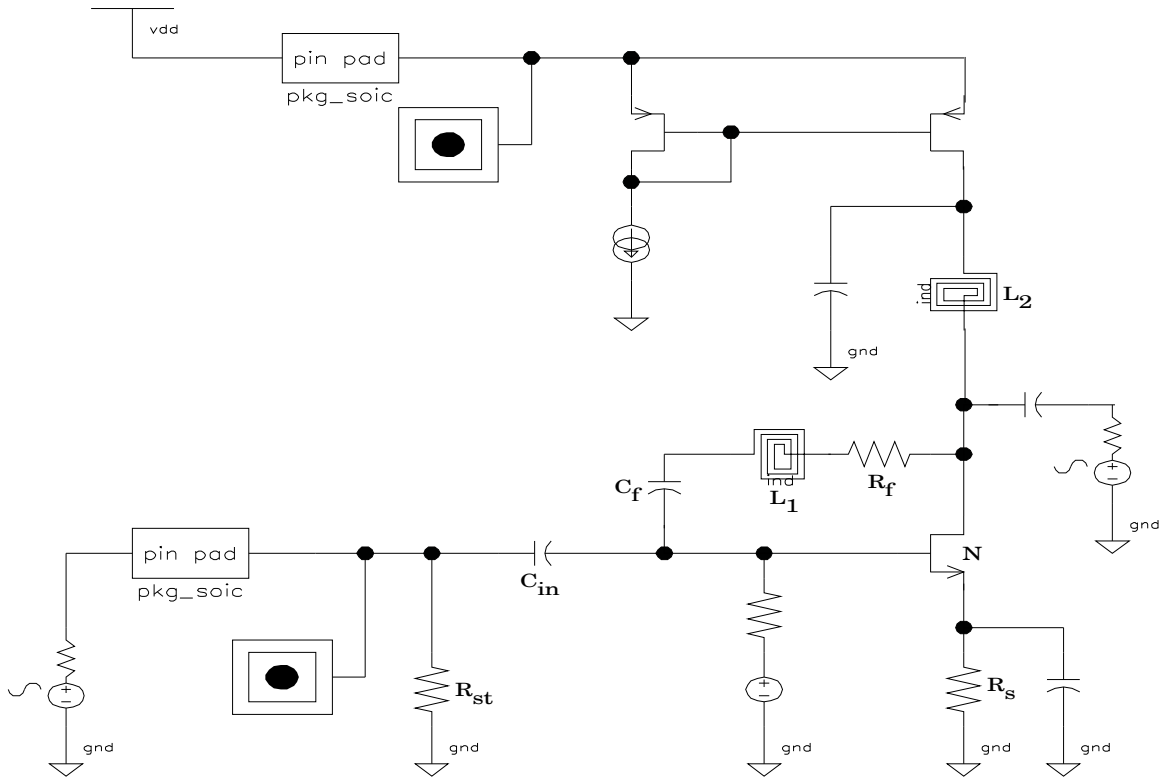 vdd
pin pad
pkg_soic
ind
L2
gnd
Cf
ind
L1
Rf
gnd
pin pad
pkg_soic
Cin
N
Rst
Rs
gnd
gnd
gnd
gnd
gnd